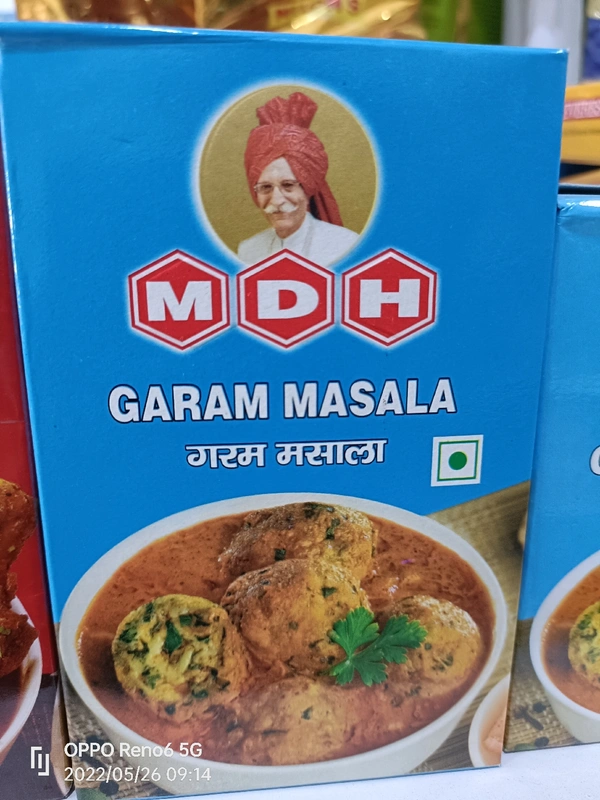 MDH
GARAM MASALA
गरम मसाला
OPPO Reno6 5G
2022/05/26 09:14